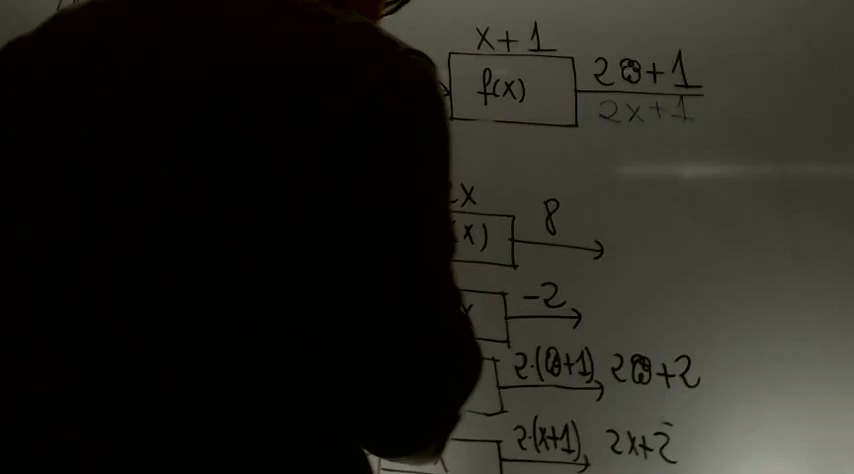 x+1
f(x) 2☺+1
2x+1
x
x) 8
-2
2·(☺+1) 2☺+2
2·(x+1) 2x+2